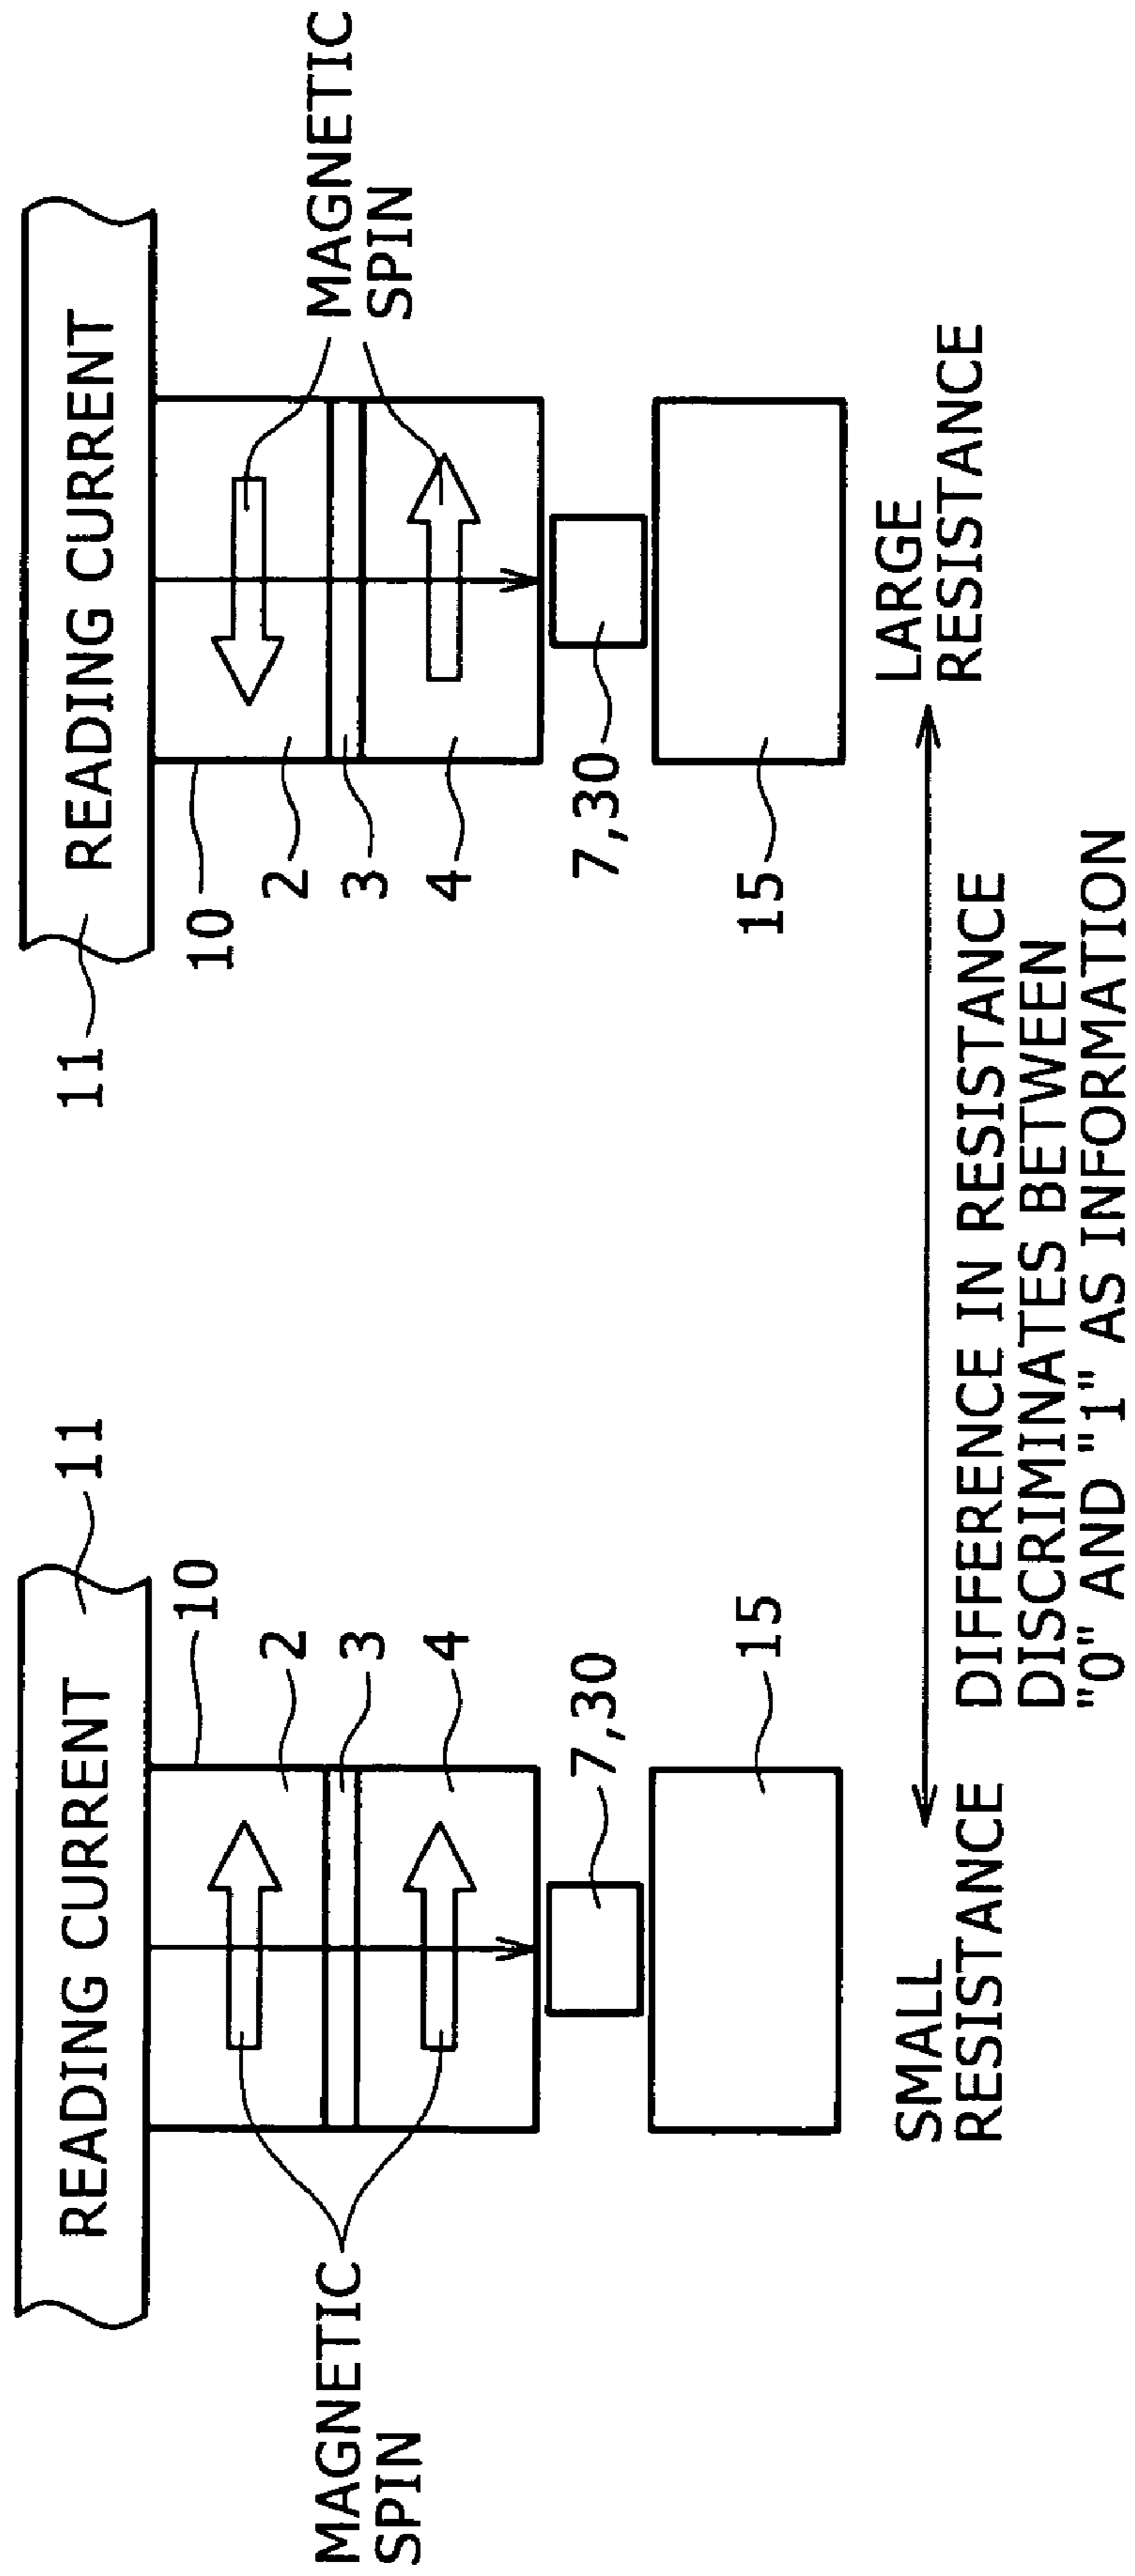 READING CURRENT
11
10
2
3
4
7,30
15
MAGNETIC
SPIN
SMALL
RESISTANCE
11
READING CURRENT
10
2
3
4
7,30
15
MAGNETIC
SPIN
LARGE
RESISTANCE
DIFFERENCE IN RESISTANCE
DISCRIMINATES BETWEEN
"0" AND "1" AS INFORMATION